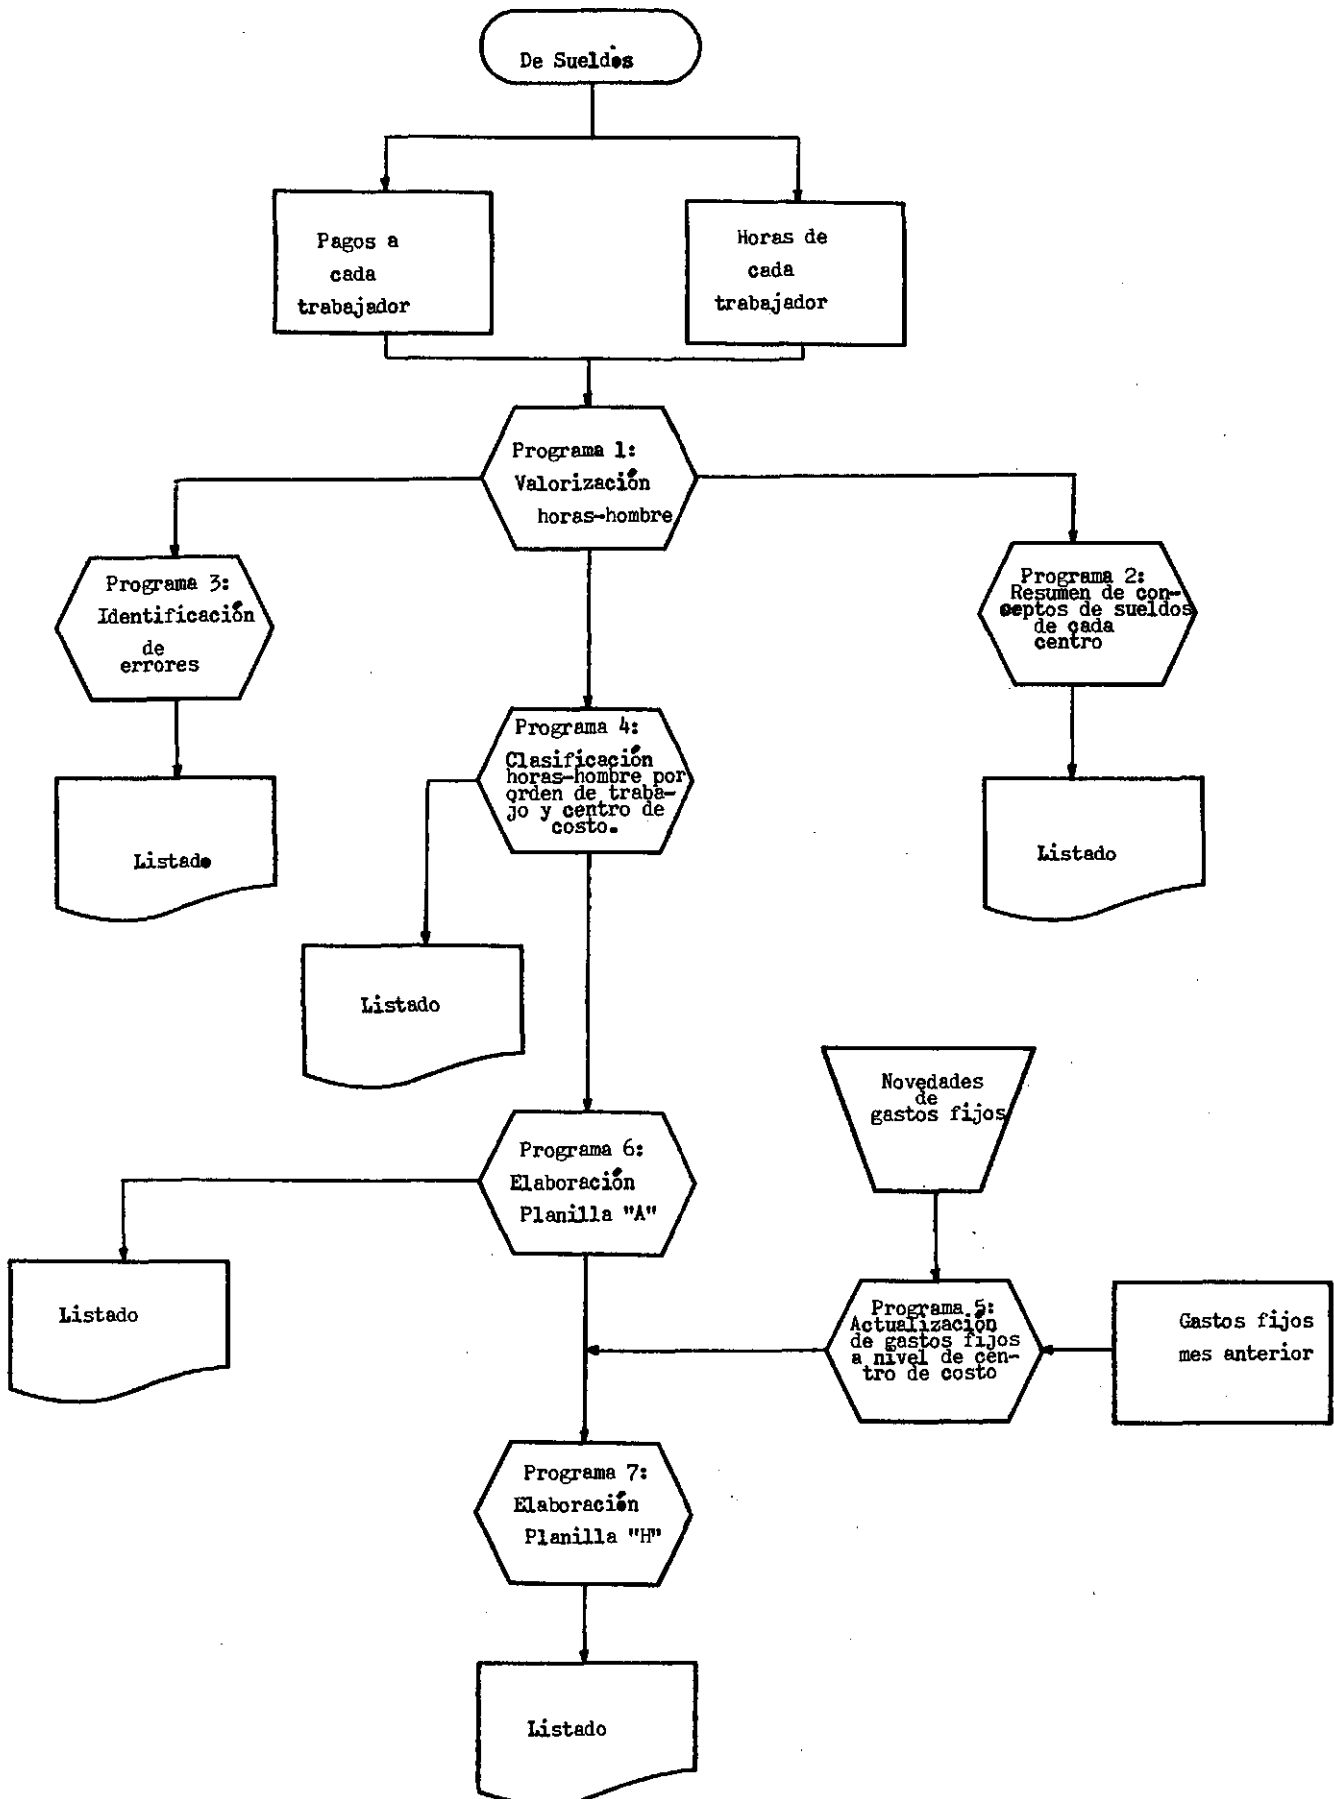 De Sueldos
Pagos a
cada
trabajador
Horas de
cada
trabajador
Programa 1:
Valorización
horas-hombre
Programa 3:
Identificación
de
errores
Programa 2:
Resumen de con-
ceptos de sueldos
de cada
centro
Programa 4:
Clasificación
horas-hombre por
orden de traba-
jo y centro de
costo.
Listado
Listado
Listado
Novedades
de
gastos fijos
Programa 6:
Elaboración
Planilla "A"
Listado
Programa 5:
Actualización
de gastos fijos
a nivel de cen-
tro de costo
Gastos fijos
mes anterior
Programa 7:
Elaboración
Planilla "H"
Listado